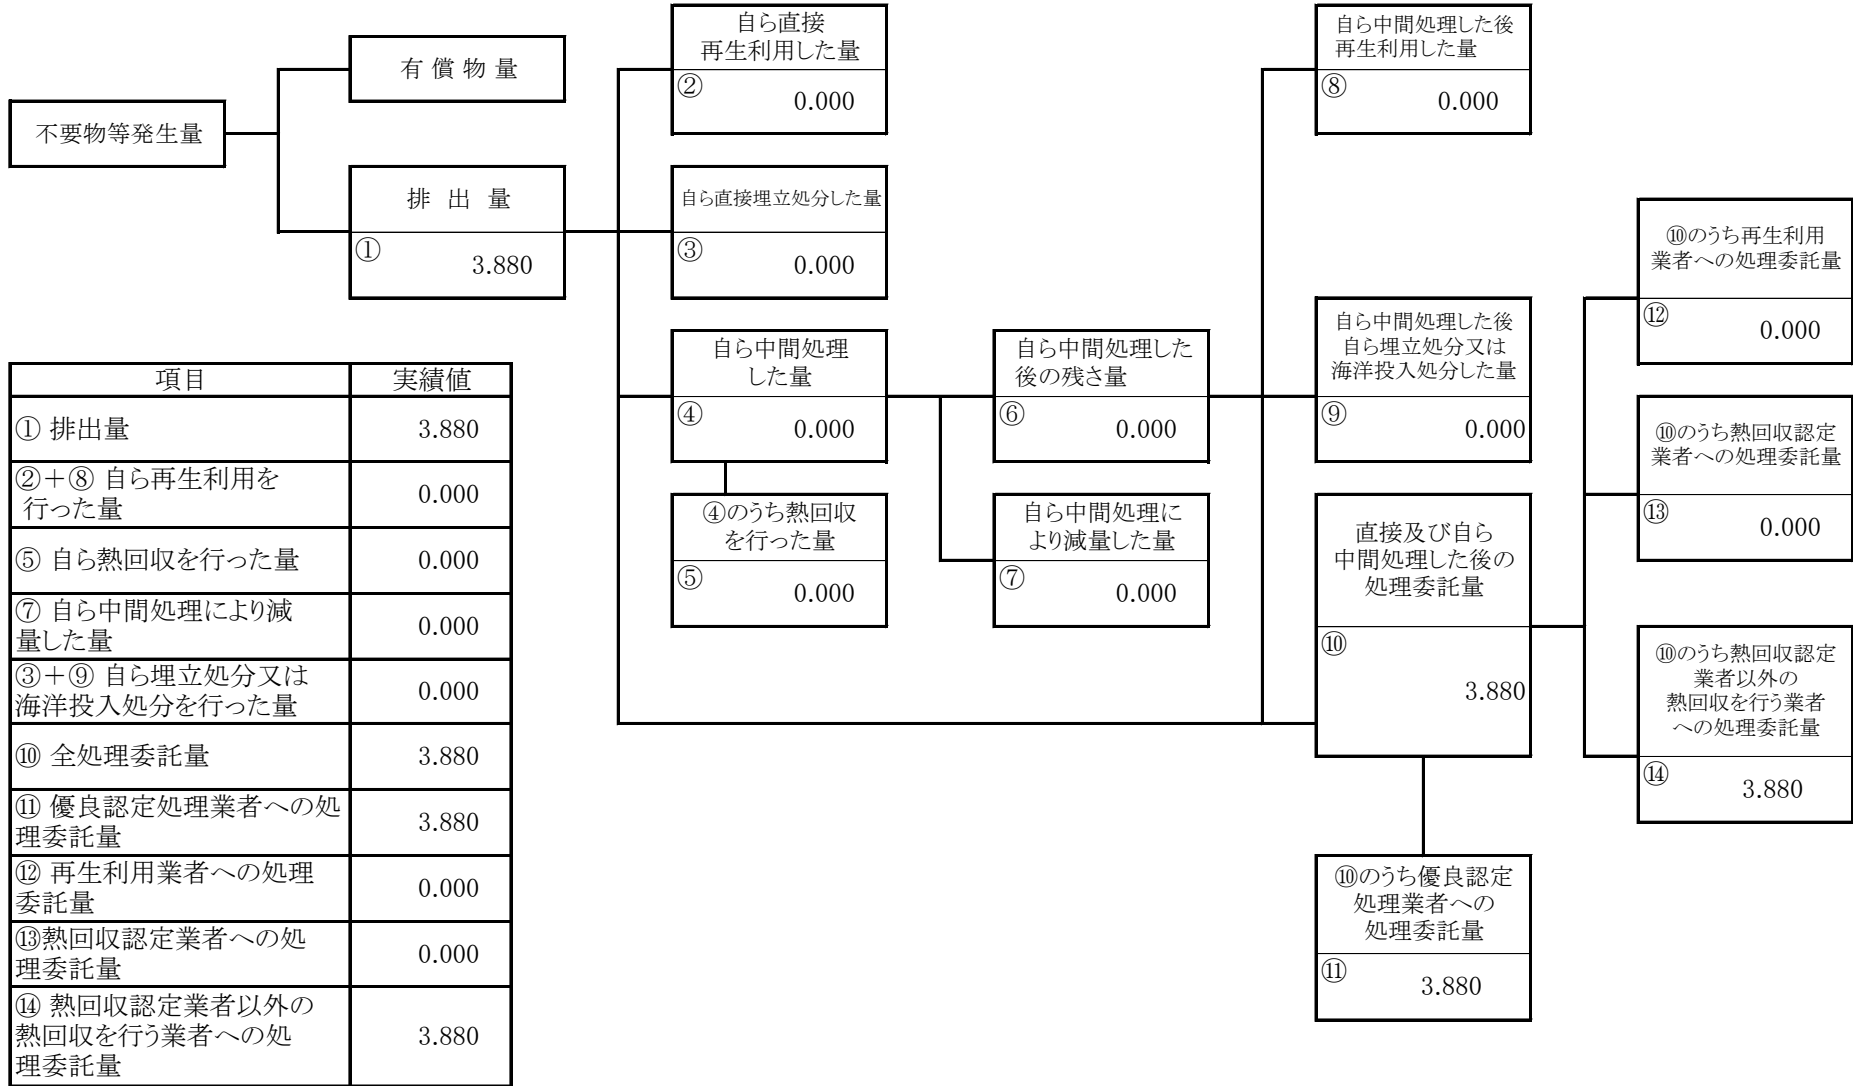 不要物等発生量
有 償 物 量
排 出 量
①
3.880
自ら直接
再生利用した量
②
0.000
自ら直接埋立処分した量
③
0.000
自ら中間処理
した量
④
0.000
④のうち熱回収
を行った量
⑤
0.000
自ら中間処理した
後の残さ量
⑥
0.000
自ら中間処理に
より減量した量
⑦
0.000
自ら中間処理した後
再生利用した量
⑧
0.000
自ら中間処理した後
自ら埋立処分又は
海洋投入処分した量
⑨
0.000
直接及び自ら
中間処理した後の
処理委託量
⑩
3.880
⑩のうち優良認定
処理業者への
処理委託量
⑪
3.880
⑩のうち再生利用
業者への処理委託量
⑫
0.000
⑩のうち熱回収認定
業者への処理委託量
⑬
0.000
⑩のうち熱回収認定
業者以外の
熱回収を行う業者
への処理委託量
⑭
3.880
項目 実績値
① 排出量 3.880
②＋⑧ 自ら再生利用を
行った量
0.000
⑤ 自ら熱回収を行った量 0.000
⑦ 自ら中間処理により減
量した量
0.000
③＋⑨ 自ら埋立処分又は
海洋投入処分を行った量
0.000
⑩ 全処理委託量 3.880
⑪ 優良認定処理業者への処
理委託量
3.880
⑫ 再生利用業者への処理
委託量
0.000
⑬熱回収認定業者への処
理委託量
0.000
⑭ 熱回収認定業者以外の
熱回収を行う業者への処
理委託量
3.880